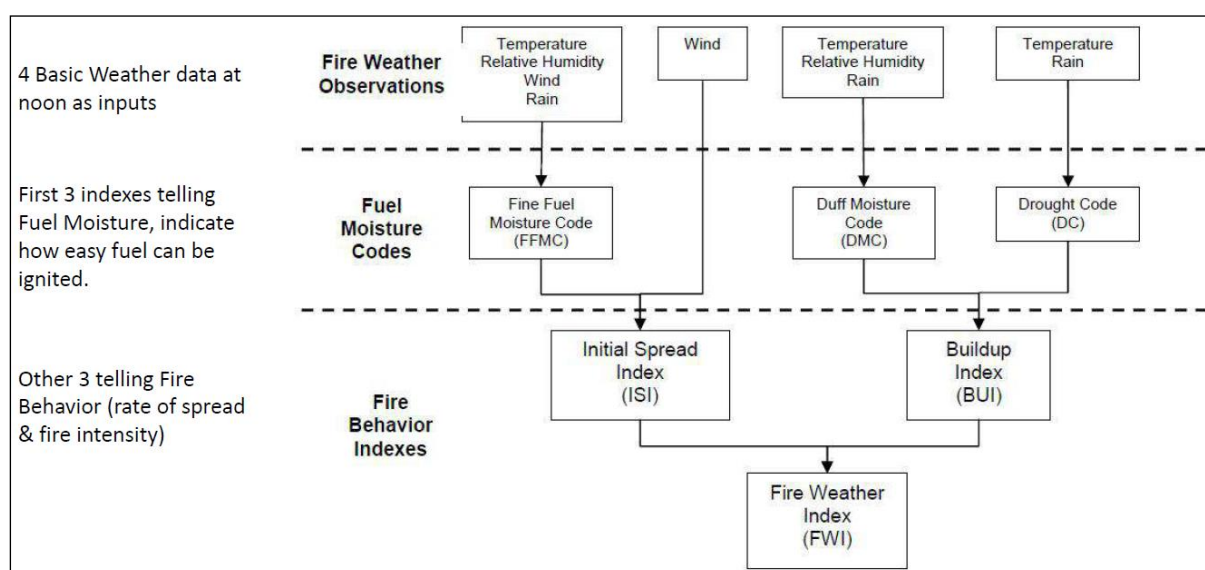 4 Basic Weather data at
noon as inputs
Fire Weather
Observations
Temperature
Relative Humidity
Wind
Rain
Wind
Temperature
Relative Humidity
Rain
Temperature
Rain
First 3 indexes telling
Fuel Moisture, indicate
how easy fuel can be
ignited.
Fuel
Moisture
Codes
Fine Fuel
Moisture Code
(FFMC)
Duff Moisture
Code
(DMC)
Drought Code
(DC)
Other 3 telling Fire
Behavior (rate of spread
& fire intensity)
Fire
Behavior
Indexes
Initial Spread
Index
(ISI)
Buildup
Index
(BUI)
Fire Weather
Index
(FWI)